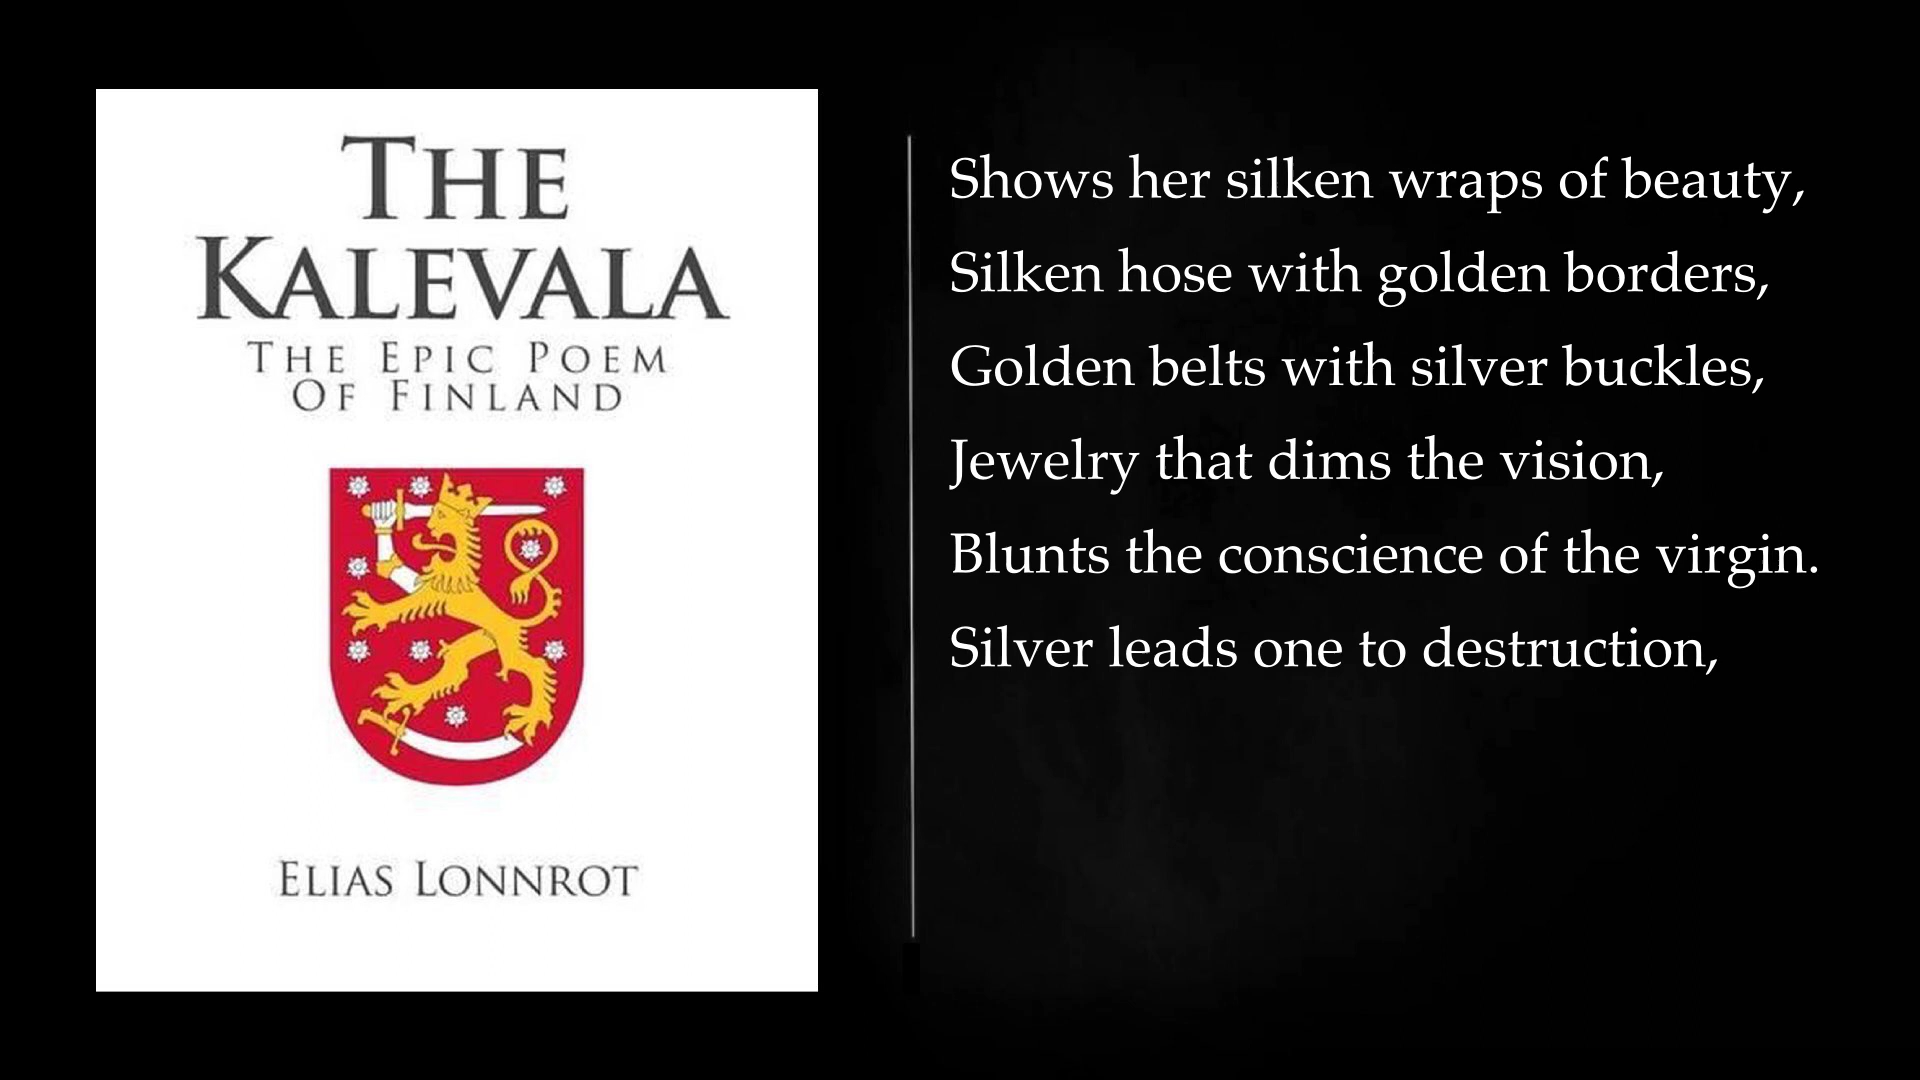 THE
KALEVALA
THE EPIC POEM
OF FINLAND
ELIAS LONNROT
Shows her silken wraps of beauty,
Silken hose with golden borders,
Golden belts with silver buckles,
Jewelry that dims the vision,
Blunts the conscience of the virgin.
Silver leads one to destruction,